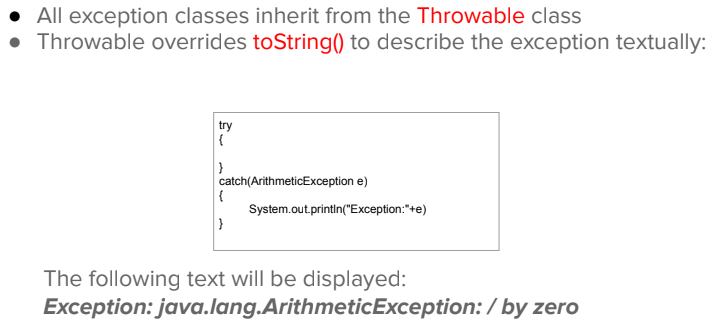 ● All exception classes inherit from the Throwable class
● Throwable overrides toString() to describe the exception textually:
try
{
}
catch(ArithmeticException e)
{
System.out.println("Exception:"+e)
}
The following text will be displayed:
Exception: java.lang.ArithmeticException: / by zero